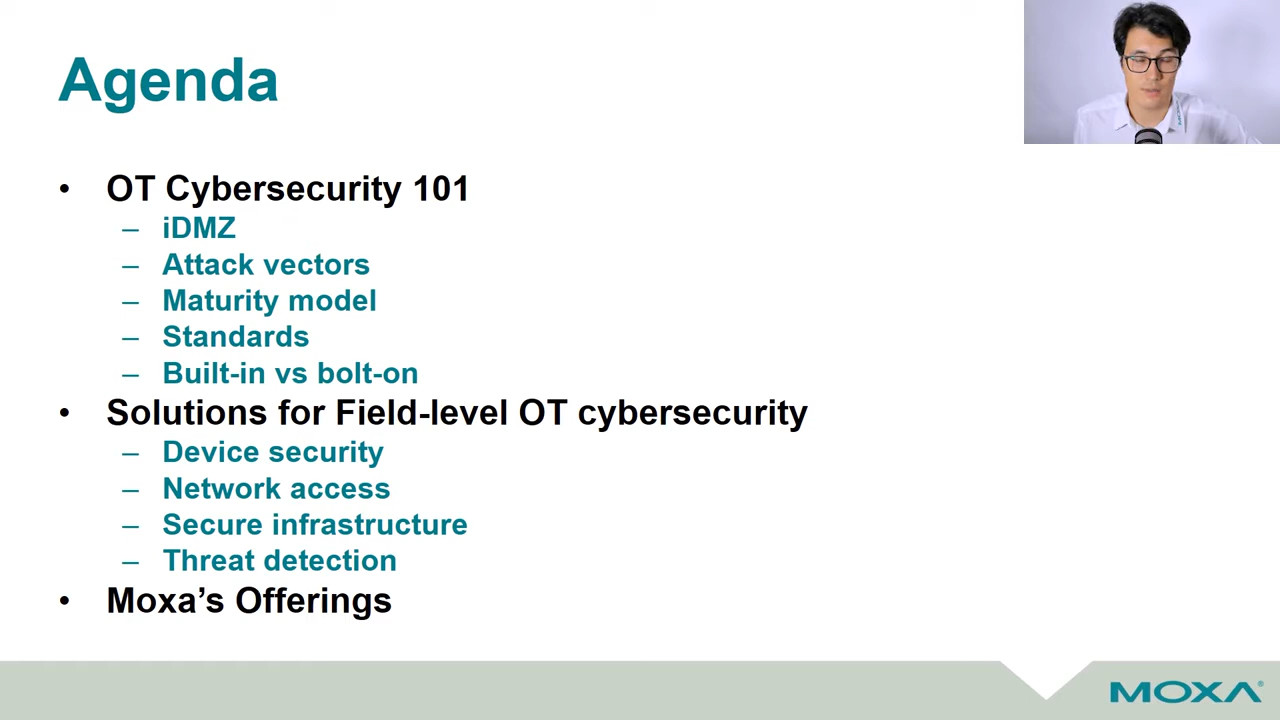 Agenda
• OT Cybersecurity 101
– iDMZ
– Attack vectors
– Maturity model
– Standards
– Built-in vs bolt-on
• Solutions for Field-level OT cybersecurity
– Device security
– Network access
– Secure infrastructure
– Threat detection
• Moxa’s Offerings
MOXA®